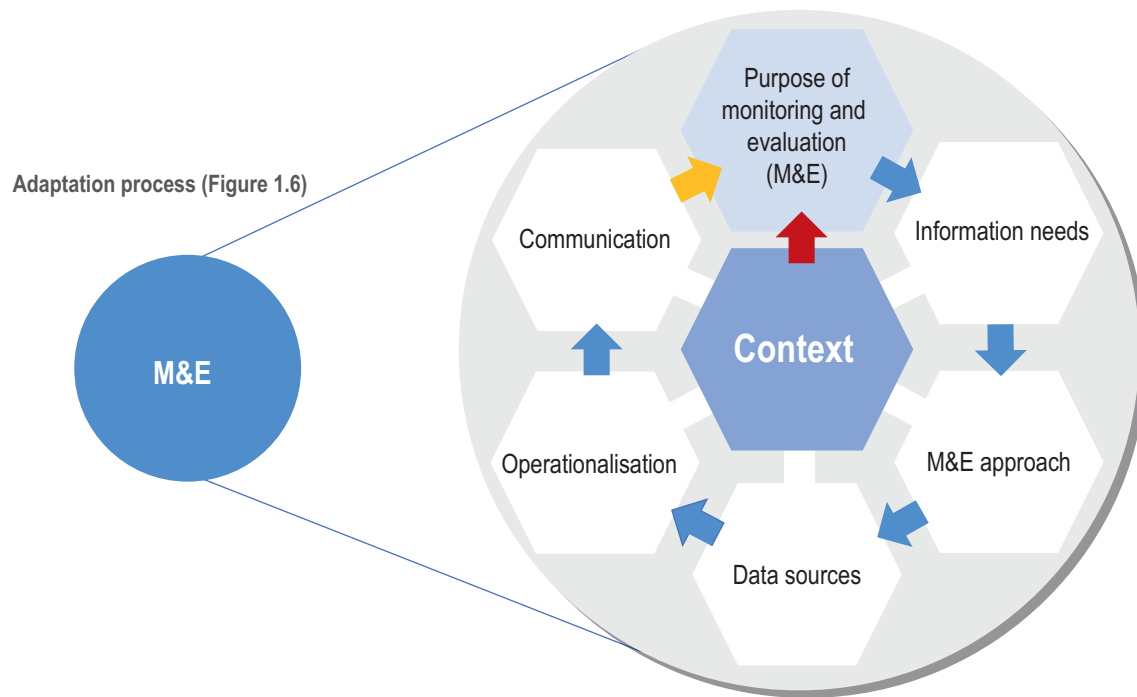 Adaptation process (Figure 1.6)
M&E
Purpose of
monitoring and
evaluation
(M&E)
Information needs
M&E approach
Data sources
Operationalisation
Communication
Context